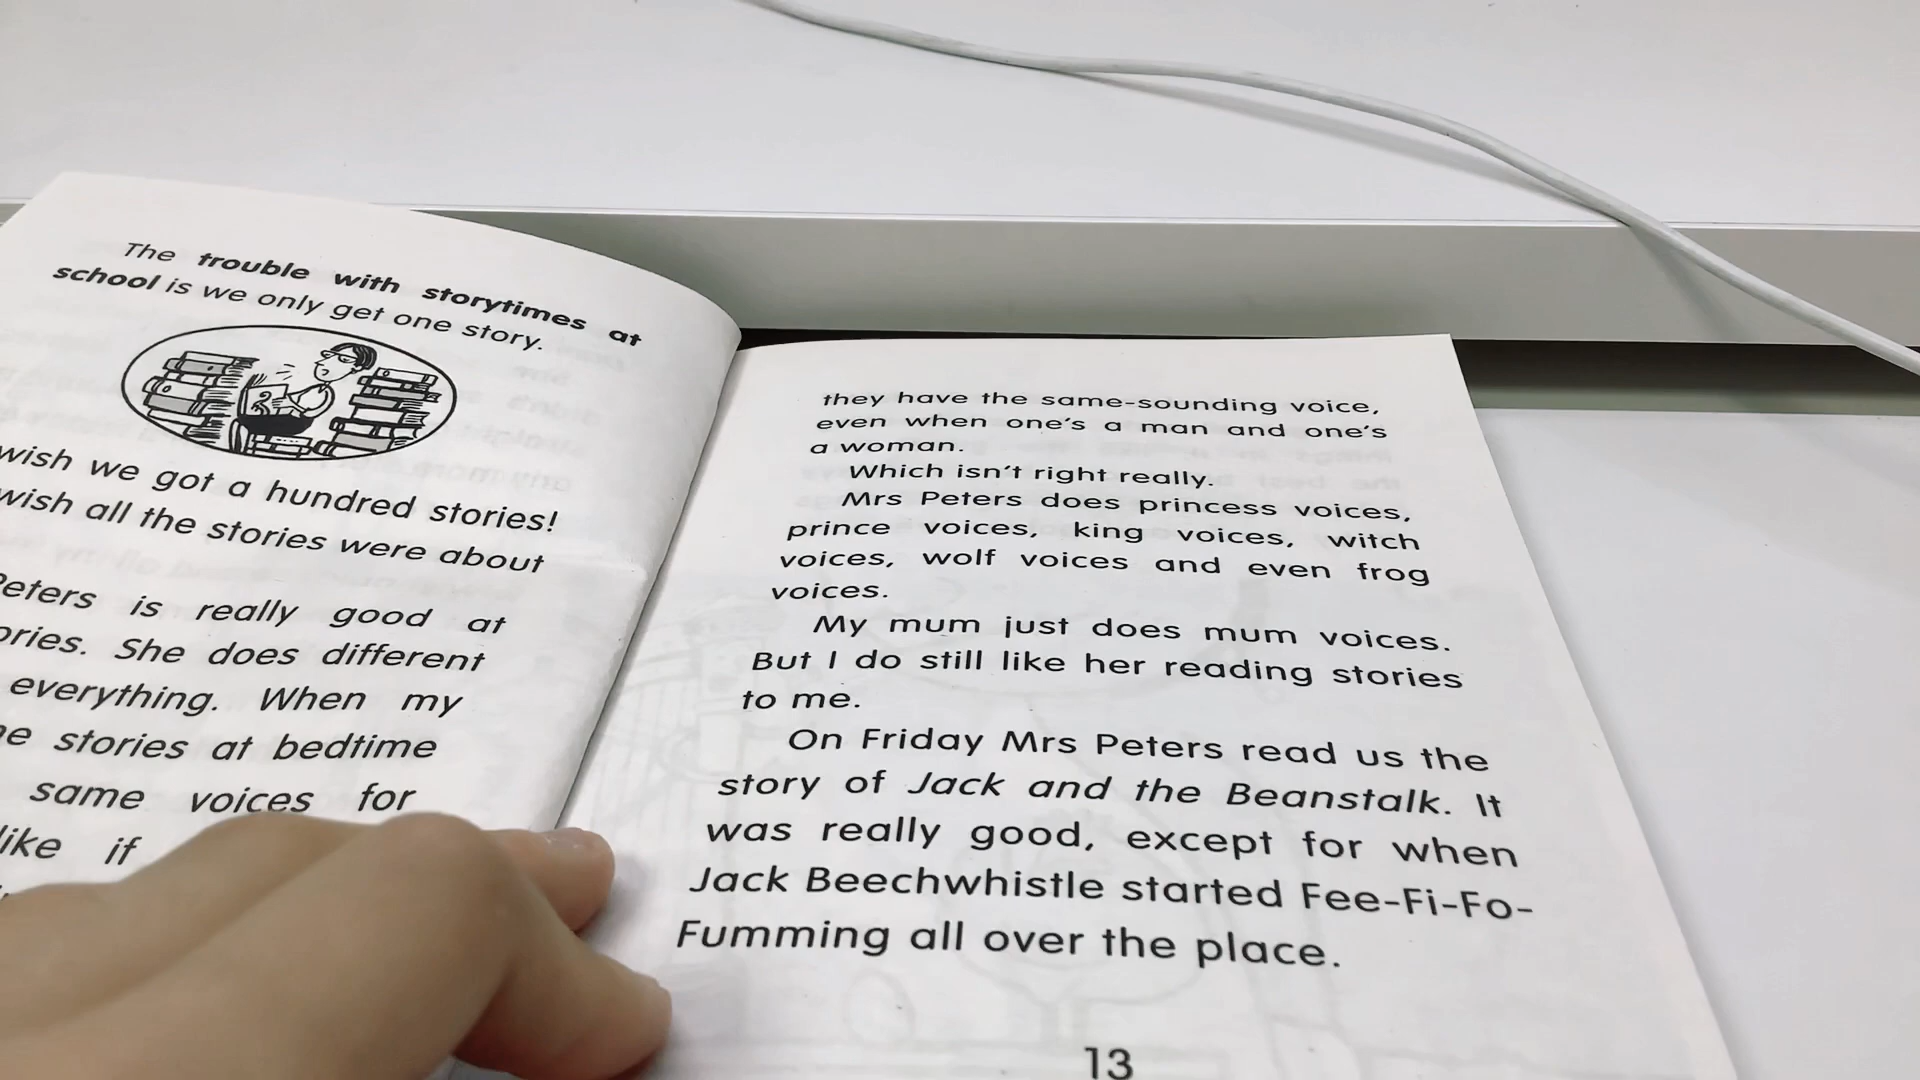 The trouble with storytimes at
school is we only get one story.
wish we got a hundred stories!
wish all the stories were about
is really good at
She does different
everything. When my
stories at bedtime
same voices for
like if
they have the same-sounding voice,
even when one's a man and one's
a woman.
Which isn't right really.
Mrs Peters does princess voices,
prince voices, king voices, witch
voices, wolf voices and even frog
voices.
My mum just does mum voices.
But I do still like her reading stories
to me.
On Friday Mrs Peters read us the
story of Jack and the Beanstalk. It
was really good, except for when
Jack Beechwhistle started Fee-Fi-Fo-
Fumming all over the place.
13